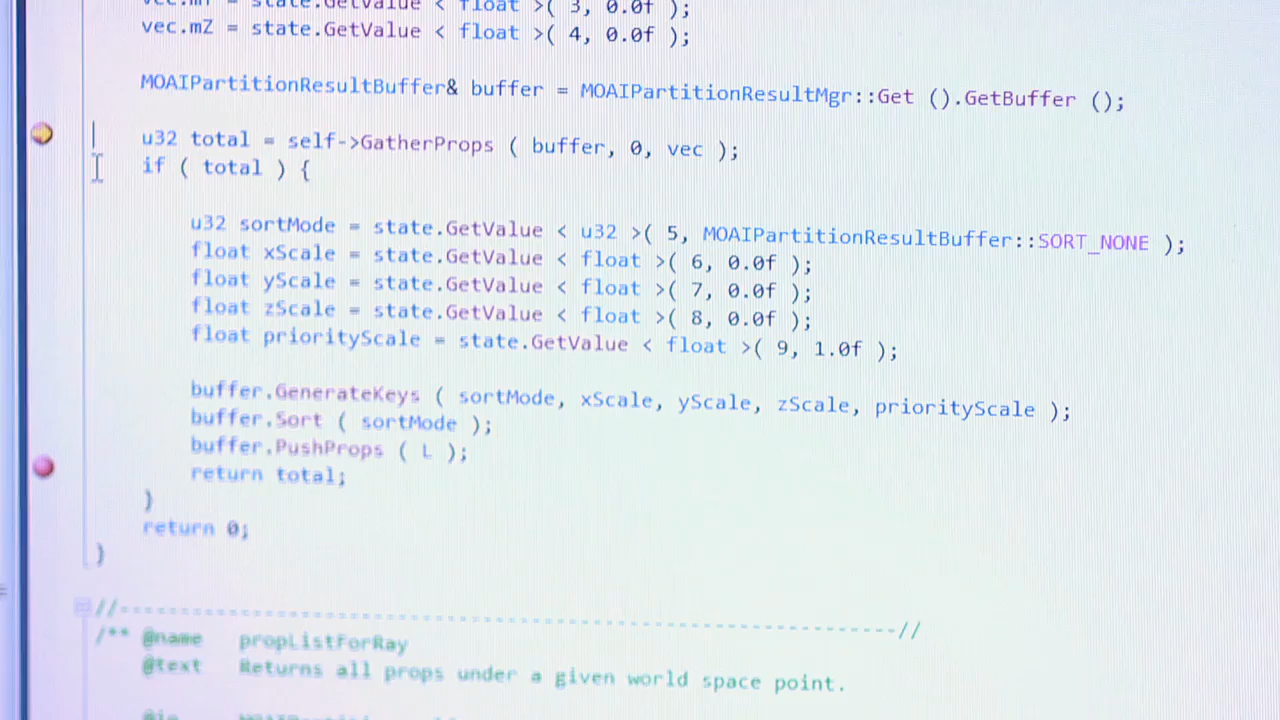 state.GetValue < float >( 3, 0.0f );
vec.mZ = state.GetValue < float >( 4, 0.0f );
MOAIPartitionResultBuffer& buffer = MOAIPartitionResultMgr::Get ().GetBuffer ();
u32 total = self->GatherProps ( buffer, 0, vec );
if ( total ) {
u32 sortMode = state.GetValue < u32 >( 5, MOAIPartitionResultBuffer::SORT_NONE );
float xScale = state.GetValue < float >( 6, 0.0f );
float yScale = state.GetValue < float >( 7, 0.0f );
float zScale = state.GetValue < float >( 8, 0.0f );
float priorityScale = state.GetValue < float >( 9, 1.0f );
buffer.GenerateKeys ( sortMode, xScale, yScale, zScale, priorityScale );
buffer.Sort ( sortMode );
buffer.PushProps ( L );
return total;
}
return 0;
}
//----------------------------------------------------------------//
/** @name propListForRay
@text Returns all props under a given world space point.